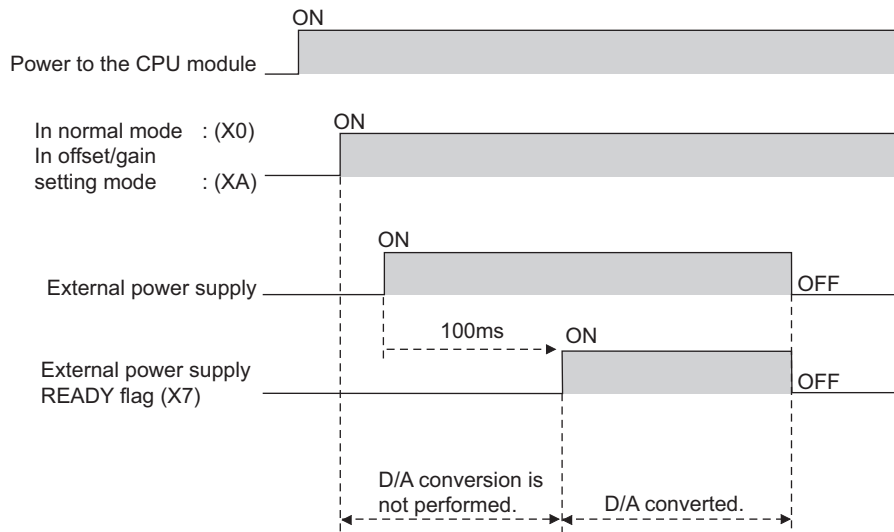 ON
Power to the CPU module
ON
In normal mode : (X0)
In offset/gain
setting mode : (XA)
ON
External power supply
OFF
100ms
ON
External power supply
READY flag (X7)
OFF
D/A conversion is
not performed.
D/A converted.